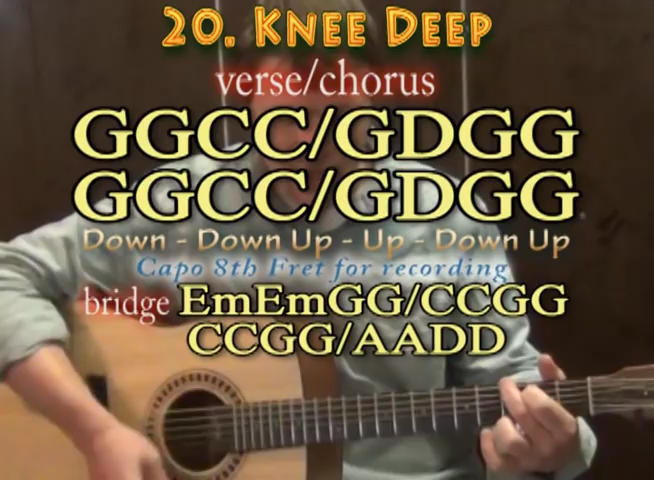 20. KNEE DEEP
verse/chorus
GGCC/GDGG
GGCC/GDGG
Down - Down Up - Up - Down Up
Capo 8th Fret for recording
bridge EmEmGG/CCGG
CCGG/AADD